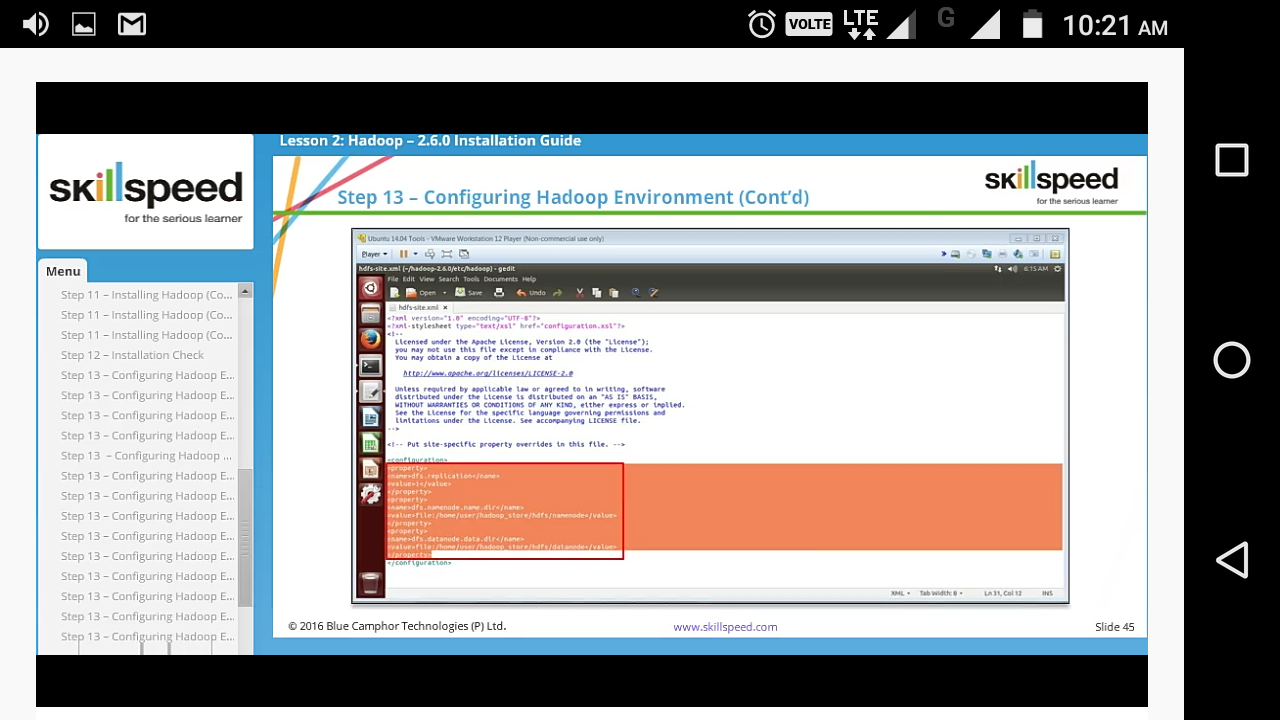 VOLTE
LTE
G
10:21 AM
Lesson 2: Hadoop – 2.6.0 Installation Guide
skillspeed
for the serious learner
Step 13 – Configuring Hadoop Environment (Cont'd)
skillspeed
for the serious learner
Menu
Step 11 – Installing Hadoop (Co...
Step 11 – Installing Hadoop (Co...
Step 11 – Installing Hadoop (Co...
Step 12 – Installation Check
Step 13 – Configuring Hadoop E...
Step 13 – Configuring Hadoop E...
Step 13 – Configuring Hadoop E...
Step 13 – Configuring Hadoop E...
Step 13 – Configuring Hadoop ...
Step 13 – Configuring Hadoop E...
Step 13 – Configuring Hadoop E...
Step 13 – Configuring Hadoop E...
Step 13 – Configuring Hadoop E...
Step 13 – Configuring Hadoop E...
Step 13 – Configuring Hadoop E...
Step 13 – Configuring Hadoop E...
Step 13 – Configuring Hadoop E...
Step 13 – Configuring Hadoop E...
Ubuntu 14.04 Tools - VMware Workstation 12 Player (Non-commercial use only)
Player
hdfs-site.xml (~/hadoop-2.6.0/etc/hadoop) - gedit
6:15 AM
File Edit View Search Tools Documents Help
Open Save Undo
hdfs-site.xml ×
<?xml version="1.0" encoding="UTF-8"?>
<?xml-stylesheet type="text/xsl" href="configuration.xsl"?>
<!--
Licensed under the Apache License, Version 2.0 (the "License");
you may not use this file except in compliance with the License.
You may obtain a copy of the License at
http://www.apache.org/licenses/LICENSE-2.0
Unless required by applicable law or agreed to in writing, software
distributed under the License is distributed on an "AS IS" BASIS,
WITHOUT WARRANTIES OR CONDITIONS OF ANY KIND, either express or implied.
See the License for the specific language governing permissions and
limitations under the License. See accompanying LICENSE file.
-->
<!-- Put site-specific property overrides in this file. -->
<configuration>
<property>
<name>dfs.replication</name>
<value>1</value>
</property>
<property>
<name>dfs.namenode.name.dir</name>
<value>file:/home/user/hadoop_store/hdfs/namenode</value>
</property>
<property>
<name>dfs.datanode.data.dir</name>
<value>file:/home/user/hadoop_store/hdfs/datanode</value>
</property>
</configuration>
XML Tab Width: 8 Ln 31, Col 12 INS
© 2016 Blue Camphor Technologies (P) Ltd.
www.skillspeed.com
Slide 45